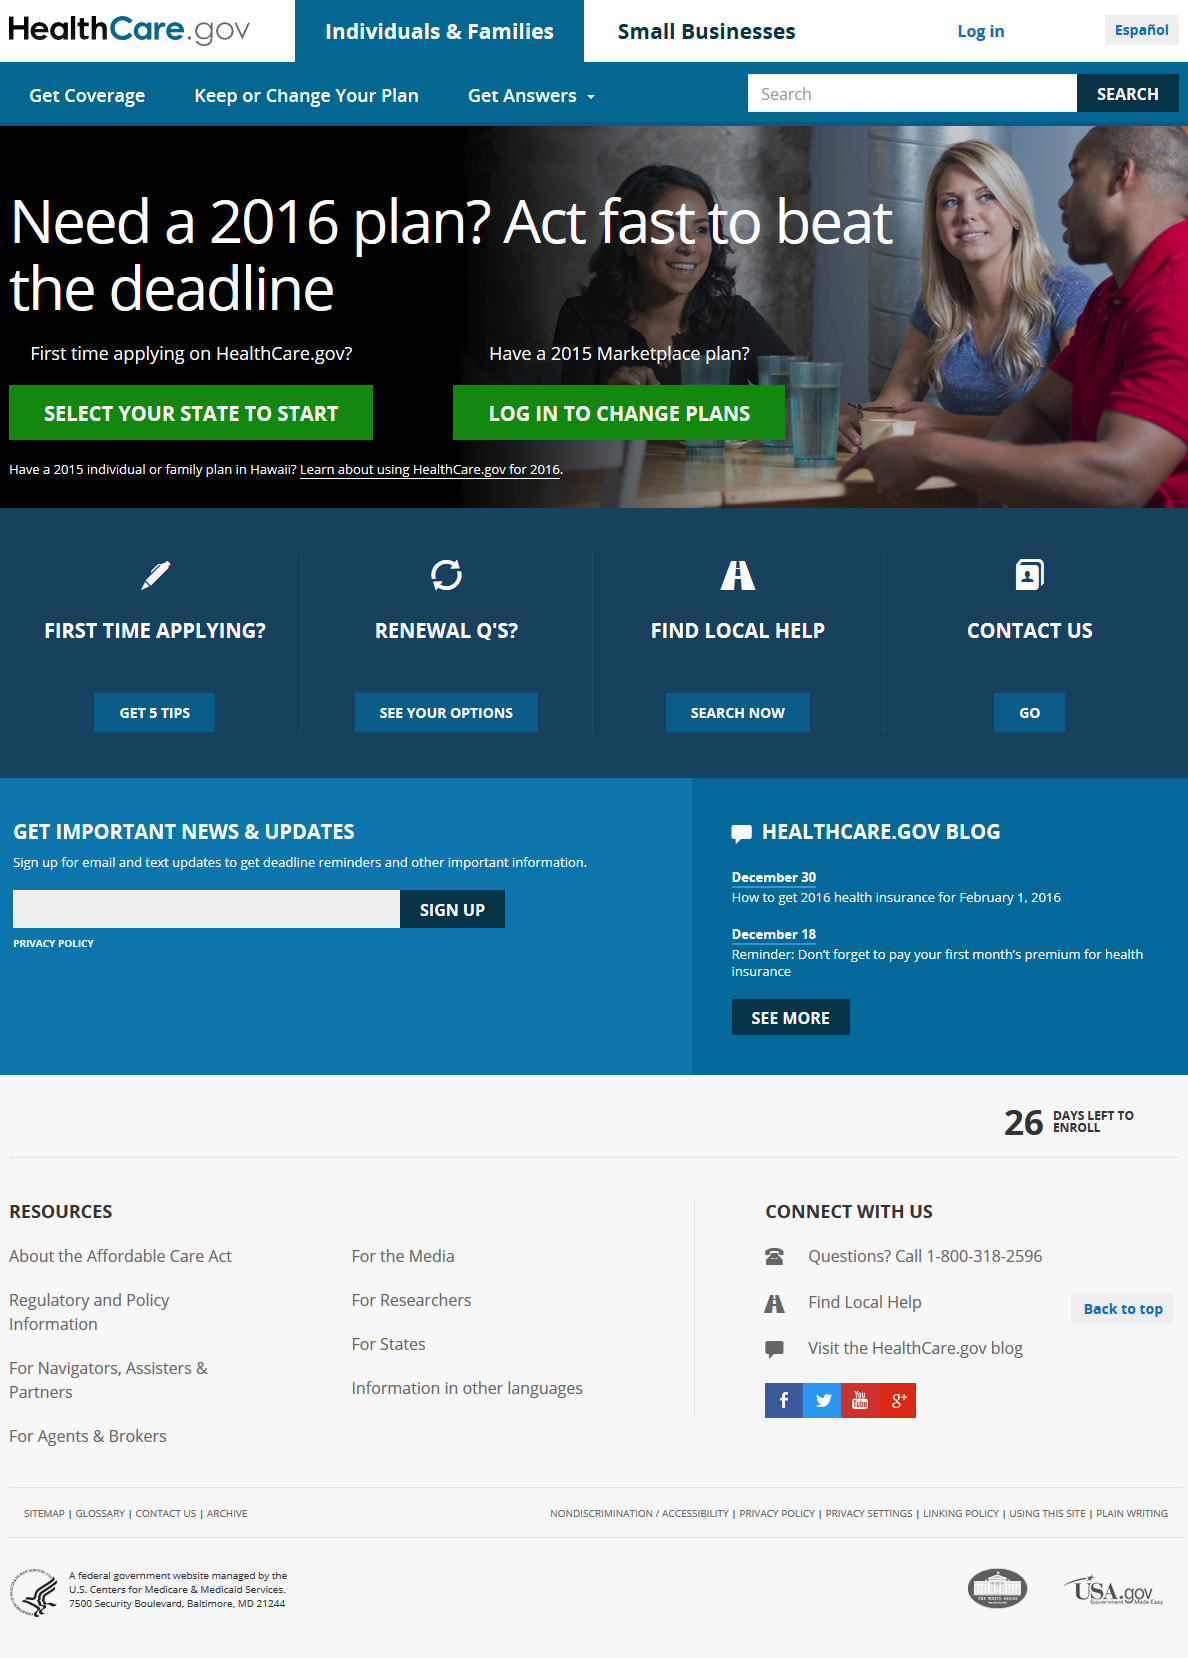 HealthCare.gov
Individuals & Families
Small Businesses
Log in
Español
Get Coverage
Keep or Change Your Plan
Get Answers
Search
SEARCH
Need a 2016 plan? Act fast to beat
the deadline
First time applying on HealthCare.gov?
Have a 2015 Marketplace plan?
SELECT YOUR STATE TO START
LOG IN TO CHANGE PLANS
Have a 2015 individual or family plan in Hawaii? Learn about using HealthCare.gov for 2016.
FIRST TIME APPLYING?
GET 5 TIPS
RENEWAL Q'S?
SEE YOUR OPTIONS
FIND LOCAL HELP
SEARCH NOW
CONTACT US
GO
GET IMPORTANT NEWS & UPDATES
Sign up for email and text updates to get deadline reminders and other important information.
SIGN UP
PRIVACY POLICY
HEALTHCARE.GOV BLOG
December 30
How to get 2016 health insurance for February 1, 2016
December 18
Reminder: Don’t forget to pay your first month’s premium for health
insurance
SEE MORE
26 DAYS LEFT TO
ENROLL
RESOURCES
About the Affordable Care Act
Regulatory and Policy
Information
For Navigators, Assisters &
Partners
For Agents & Brokers
For the Media
For Researchers
For States
Information in other languages
CONNECT WITH US
Questions? Call 1-800-318-2596
Find Local Help
Visit the HealthCare.gov blog
Back to top
f
You
Tube
g+
SITEMAP | GLOSSARY | CONTACT US | ARCHIVE
NONDISCRIMINATION / ACCESSIBILITY | PRIVACY POLICY | PRIVACY SETTINGS | LINKING POLICY | USING THIS SITE | PLAIN WRITING
A federal government website managed by the
U.S. Centers for Medicare & Medicaid Services.
7500 Security Boulevard, Baltimore, MD 21244
THE WHITE HOUSE
USA.gov
Government Made Easy